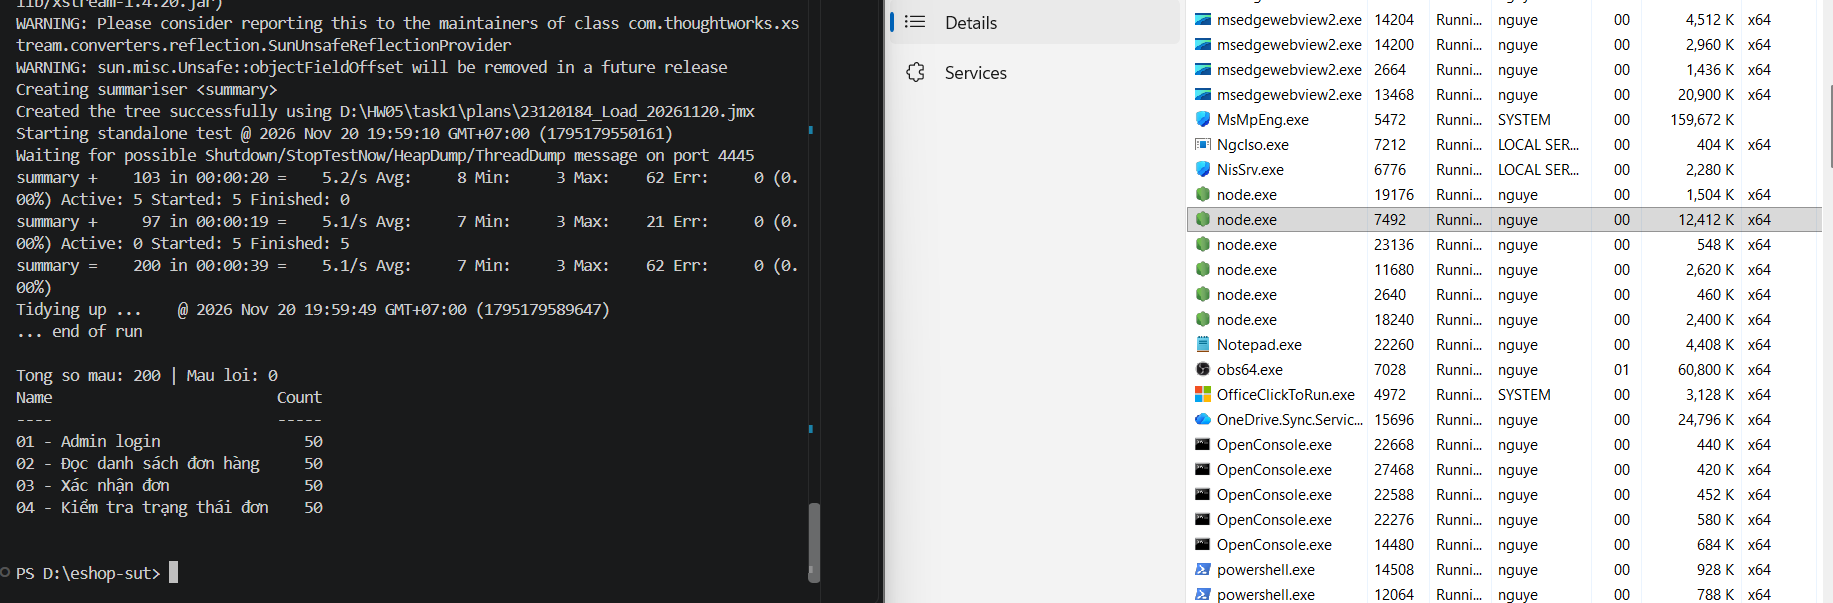 lib/xstream-1.4.20.jar)
WARNING: Please consider reporting this to the maintainers of class com.thoughtworks.xs
tream.converters.reflection.SunUnsafeReflectionProvider
WARNING: sun.misc.Unsafe::objectFieldOffset will be removed in a future release
Creating summariser <summary>
Created the tree successfully using D:\HW05\task1\plans\23120184_Load_20261120.jmx
Starting standalone test @ 2026 Nov 20 19:59:10 GMT+07:00 (1795179550161)
Waiting for possible Shutdown/StopTestNow/HeapDump/ThreadDump message on port 4445
summary +    103 in 00:00:20 =    5.2/s Avg:     8 Min:     3 Max:    62 Err:     0 (0.
00%) Active: 5 Started: 5 Finished: 0
summary +     97 in 00:00:19 =    5.1/s Avg:     7 Min:     3 Max:    21 Err:     0 (0.
00%) Active: 0 Started: 5 Finished: 5
summary =    200 in 00:00:39 =    5.1/s Avg:     7 Min:     3 Max:    62 Err:     0 (0.
00%)
Tidying up ...    @ 2026 Nov 20 19:59:49 GMT+07:00 (1795179589647)
... end of run
Tong so mau: 200 | Mau loi: 0
Name                         Count
----                         -----
01 - Admin login                50
02 - Đọc danh sách đơn hàng     50
03 - Xác nhận đơn               50
04 - Kiểm tra trạng thái đơn    50
PS D:\eshop-sut>
Details
Services
msedgewebview2.exe 14204 Runni... nguye 00 4,512 K x64
msedgewebview2.exe 14200 Runni... nguye 00 2,960 K x64
msedgewebview2.exe 2664 Runni... nguye 00 1,436 K x64
msedgewebview2.exe 13468 Runni... nguye 00 20,900 K x64
MsMpEng.exe 5472 Runni... SYSTEM 00 159,672 K
NgcIso.exe 7212 Runni... LOCAL SER... 00 404 K x64
NisSrv.exe 6776 Runni... LOCAL SER... 00 2,280 K
node.exe 19176 Runni... nguye 00 1,504 K x64
node.exe 7492 Runni... nguye 00 12,412 K x64
node.exe 23136 Runni... nguye 00 548 K x64
node.exe 11680 Runni... nguye 00 2,620 K x64
node.exe 2640 Runni... nguye 00 460 K x64
node.exe 18240 Runni... nguye 00 2,400 K x64
Notepad.exe 22260 Runni... nguye 00 4,408 K x64
obs64.exe 7028 Runni... nguye 01 60,800 K x64
OfficeClickToRun.exe 4972 Runni... SYSTEM 00 3,128 K x64
OneDrive.Sync.Servic... 15696 Runni... nguye 00 24,796 K x64
OpenConsole.exe 22668 Runni... nguye 00 440 K x64
OpenConsole.exe 27468 Runni... nguye 00 420 K x64
OpenConsole.exe 22588 Runni... nguye 00 452 K x64
OpenConsole.exe 22276 Runni... nguye 00 580 K x64
OpenConsole.exe 14480 Runni... nguye 00 684 K x64
powershell.exe 14508 Runni... nguye 00 928 K x64
powershell.exe 12064 Runni... nguye 00 788 K x64